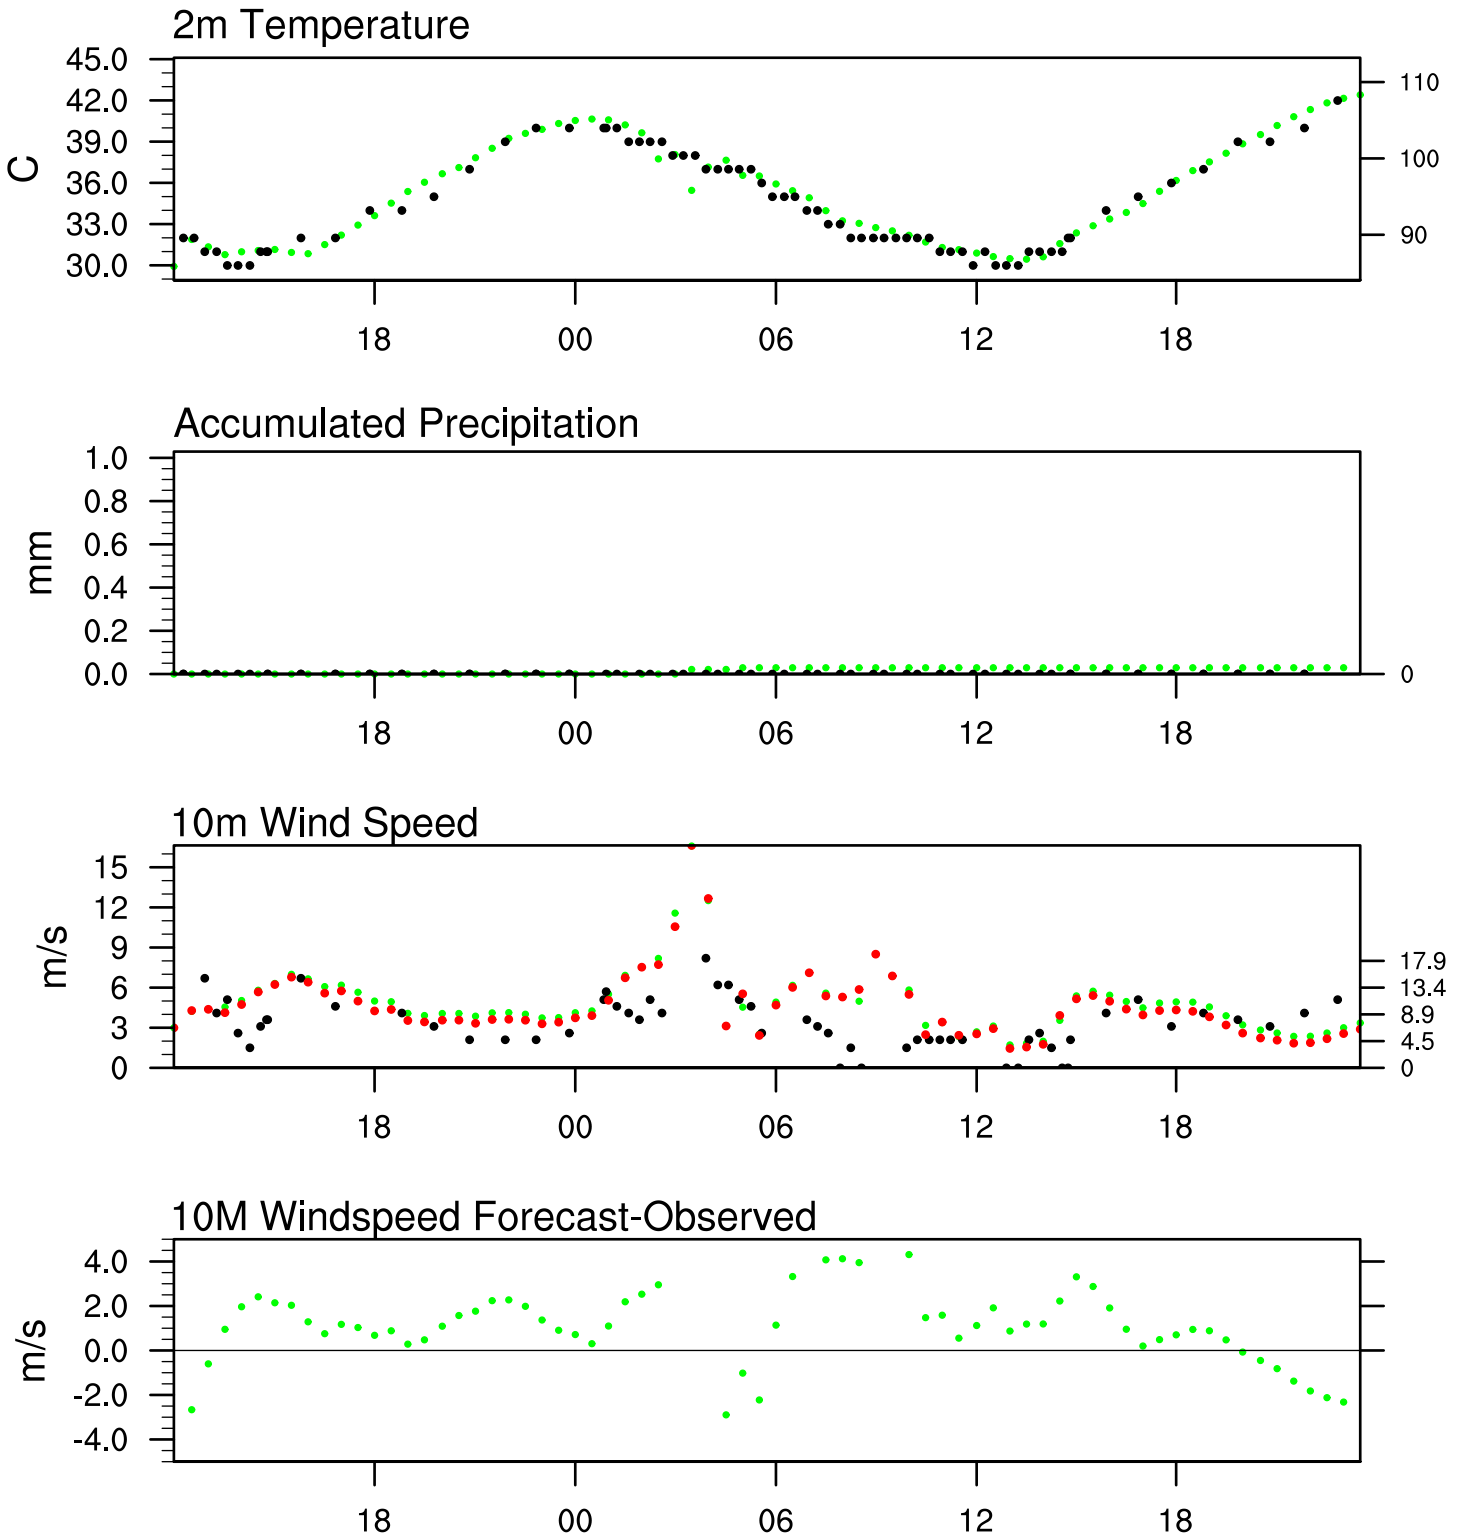 2m Temperature
45.0
42.0
39.0
36.0
33.0
30.0
C
110
100
90
18 00 06 12 18
Accumulated Precipitation
1.0
0.8
0.6
0.4
0.2
0.0
mm
0
18 00 06 12 18
10m Wind Speed
15
12
9
6
3
0
m/s
17.9
13.4
8.9
4.5
0
18 00 06 12 18
10M Windspeed Forecast-Observed
4.0
2.0
0.0
-2.0
-4.0
m/s
18 00 06 12 18